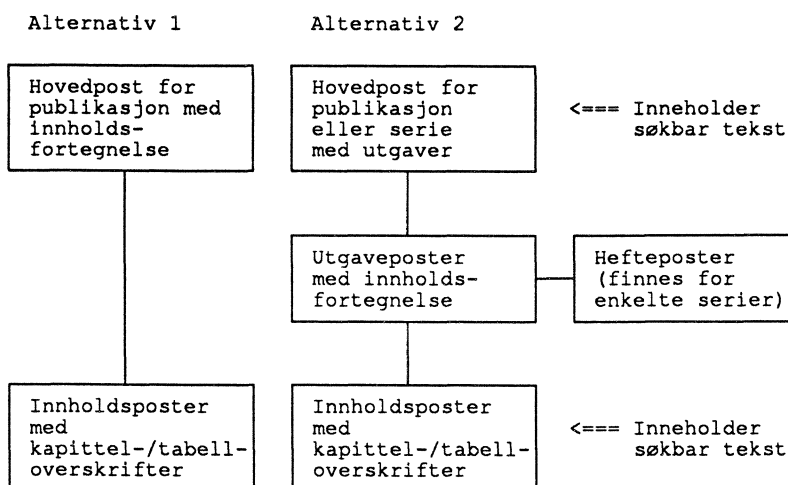 Alternativ 1
Alternativ 2
Hovedpost for
publikasjon med
innholds-
fortegnelse
Hovedpost for
publikasjon
eller serie
med utgaver
<=== Inneholder
søkbar tekst
Utgaveposter
med innholds-
fortegnelse
Hefteposter
(finnes for
enkelte serier)
Innholdsposter
med
kapittel-/tabell-
overskrifter
Innholdsposter
med
kapittel-/tabell-
overskrifter
<=== Inneholder
søkbar tekst